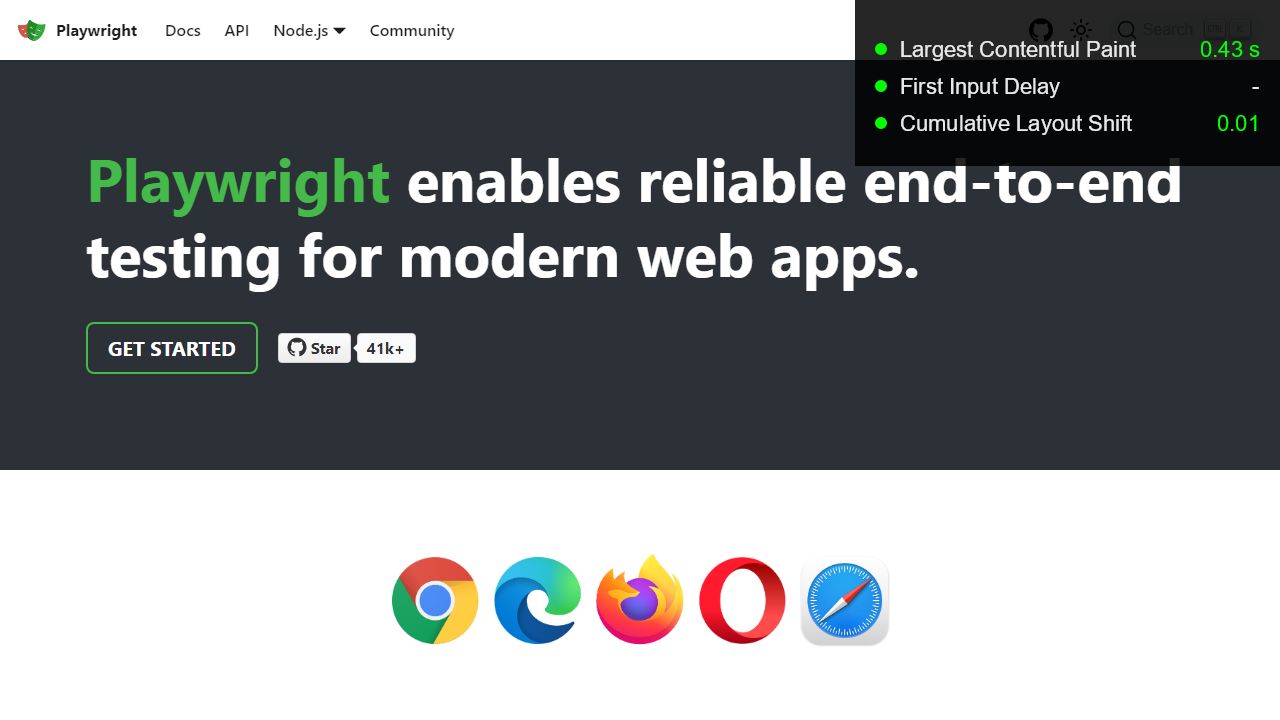 Playwright Docs API Node.js Community Search
Largest Contentful Paint 0.43 s
First Input Delay -
Cumulative Layout Shift 0.01
Playwright enables reliable end-to-end
testing for modern web apps.
GET STARTED Star 41k+